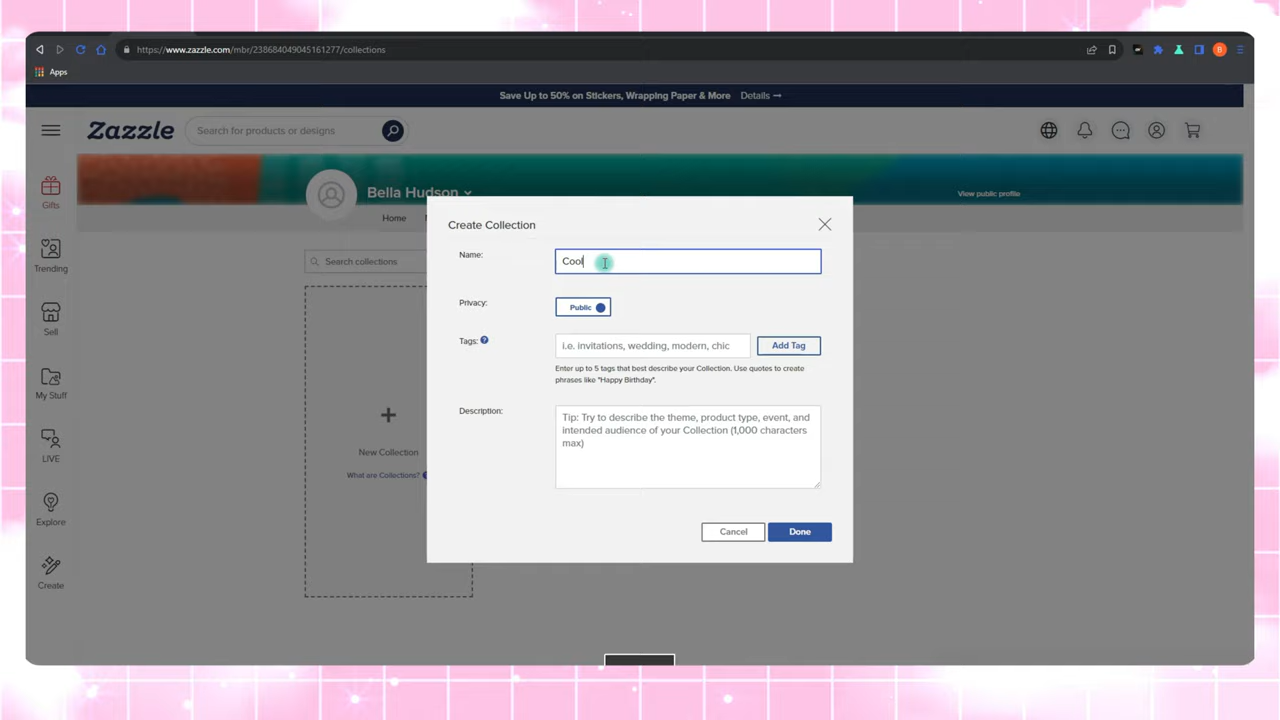 https://www.zazzle.com/mbr/238684049045161277/collections
B
Apps
Save Up to 50% on Stickers, Wrapping Paper & More Details →
Zazzle
Search for products or designs
Gifts
Trending
Sell
My Stuff
LIVE
Explore
Create
Bella Hudson
View public profile
Home
Search collections
New Collection
What are Collections? ?
Create Collection
Name:
Cool
Privacy:
Public
Tags: ?
i.e. invitations, wedding, modern, chic
Add Tag
Enter up to 5 tags that best describe your Collection. Use quotes to create
phrases like "Happy Birthday".
Description:
Tip: Try to describe the theme, product type, event, and
intended audience of your Collection (1,000 characters
max)
Cancel
Done